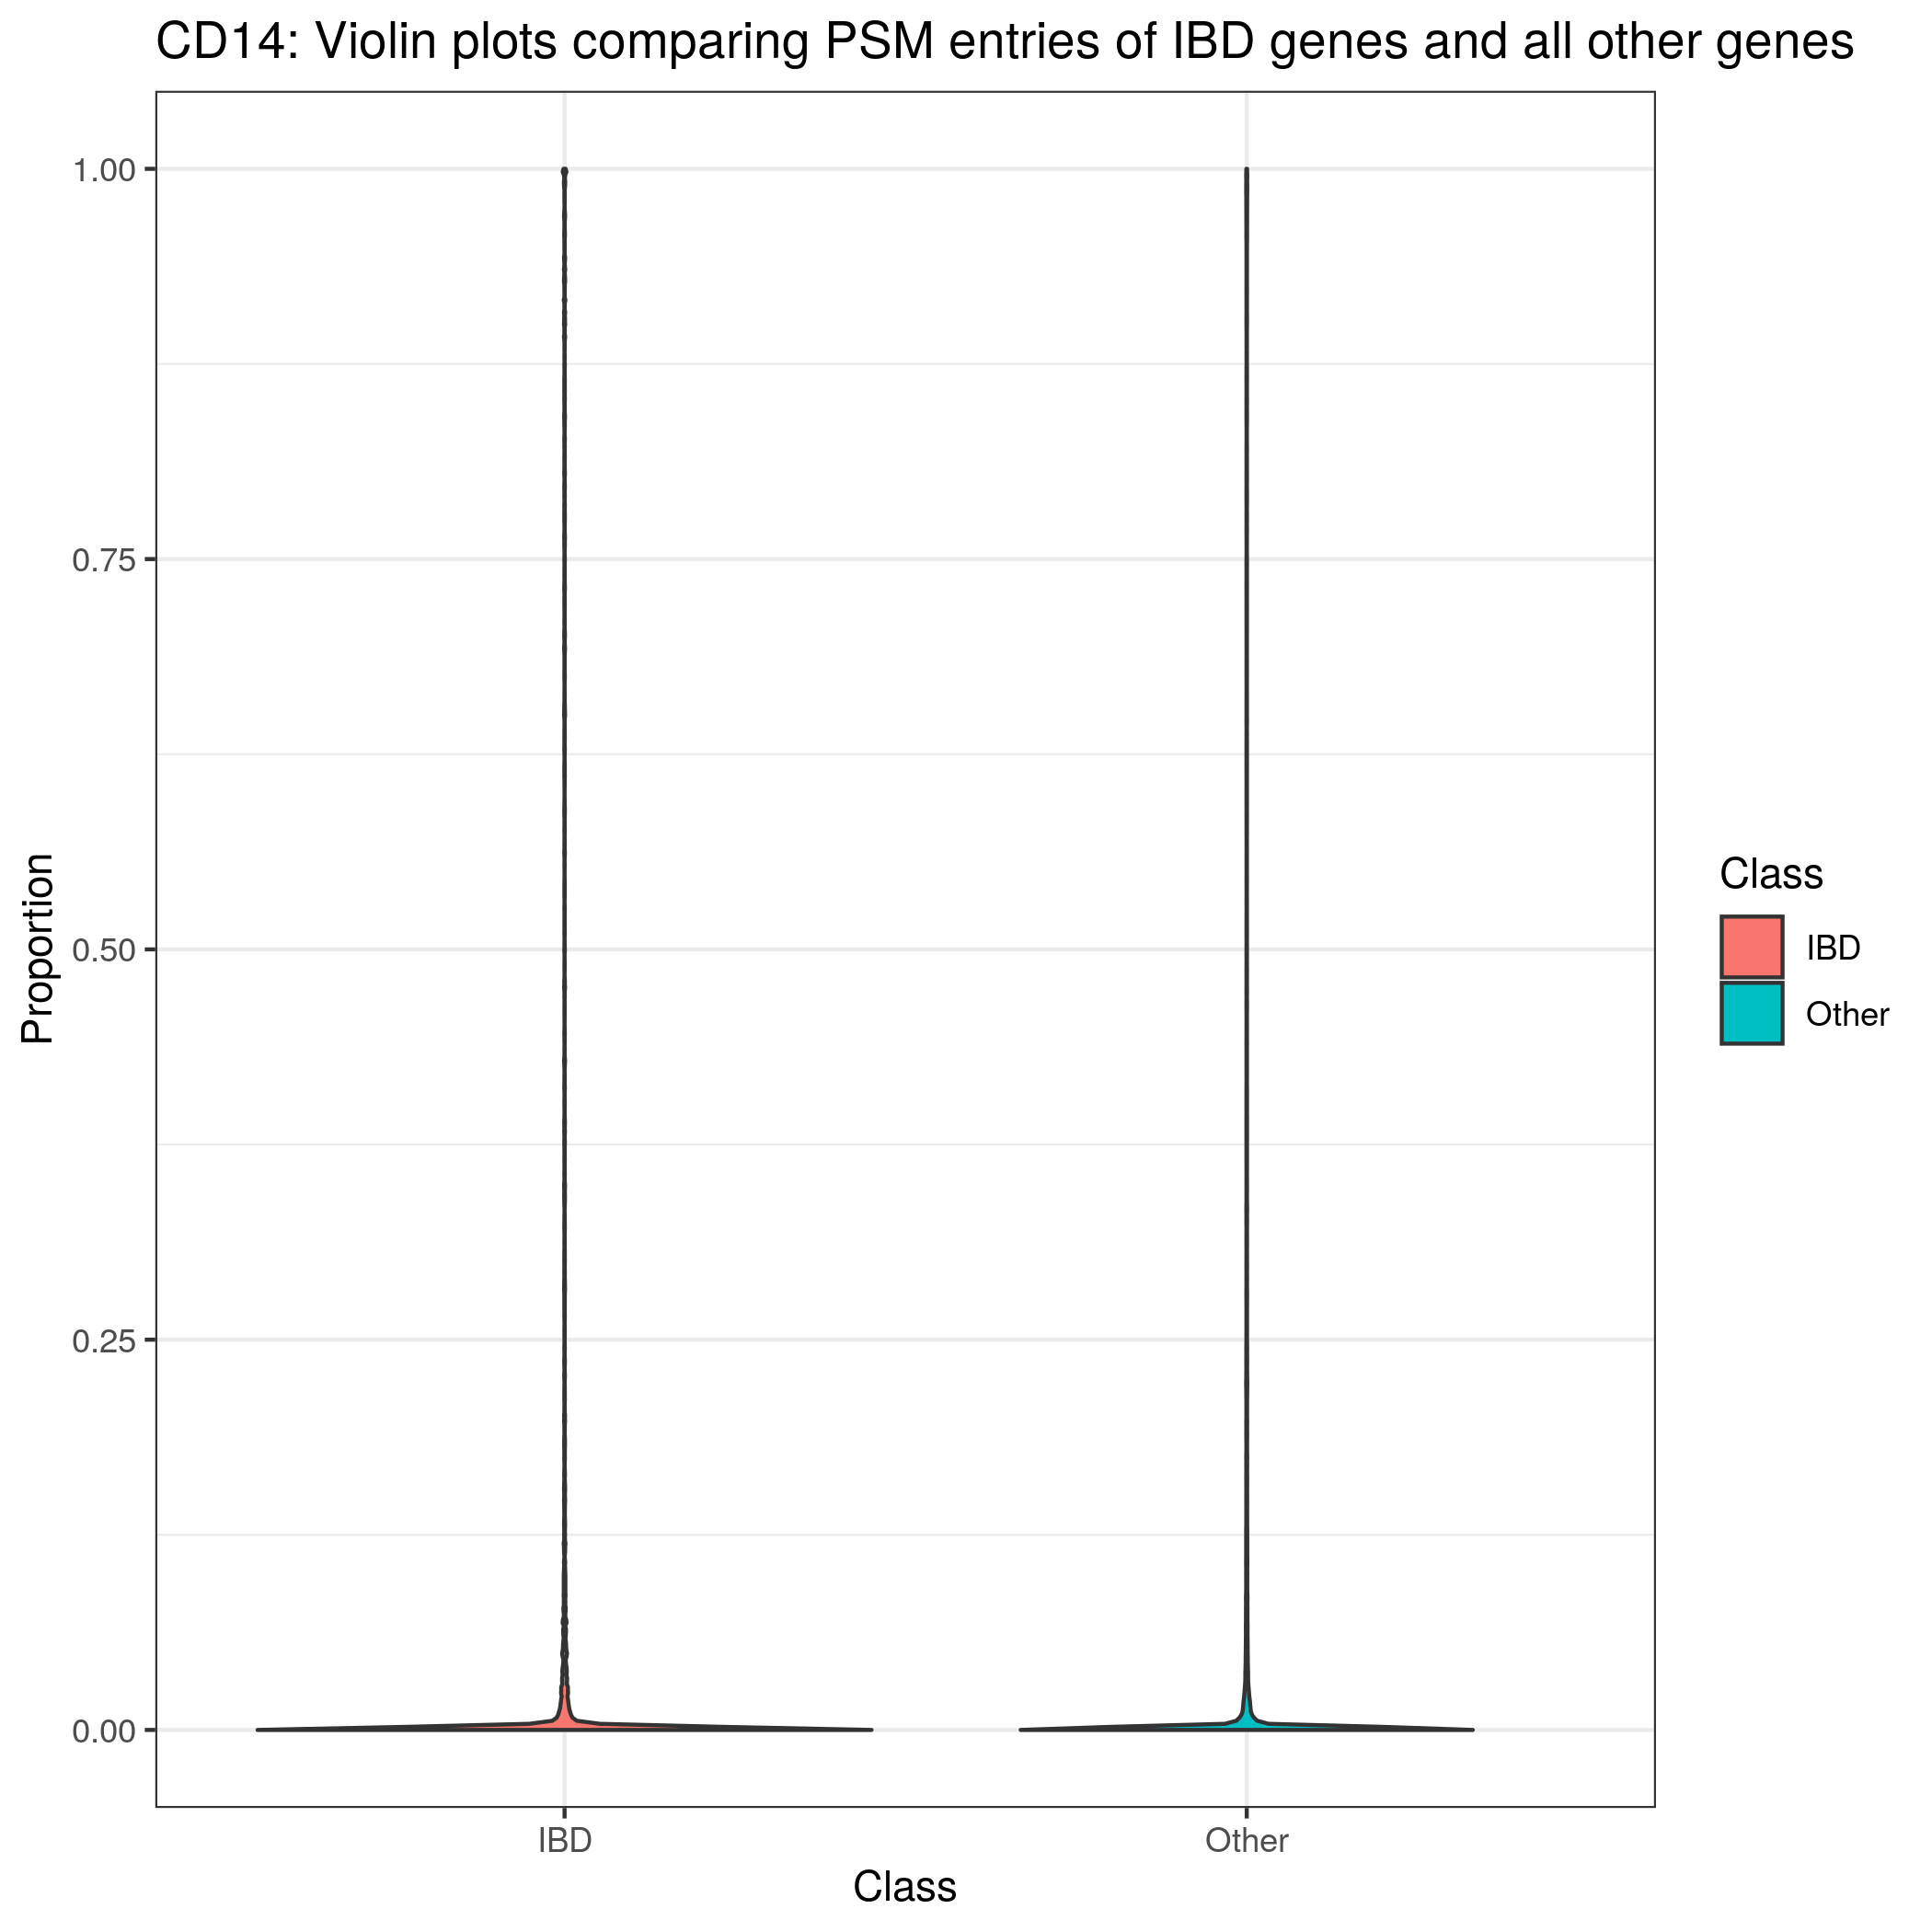 CD14: Violin plots comparing PSM entries of IBD genes and all other genes
1.00
0.75
0.50
0.25
0.00
Proportion
IBD
Other
Class
Class
IBD
Other